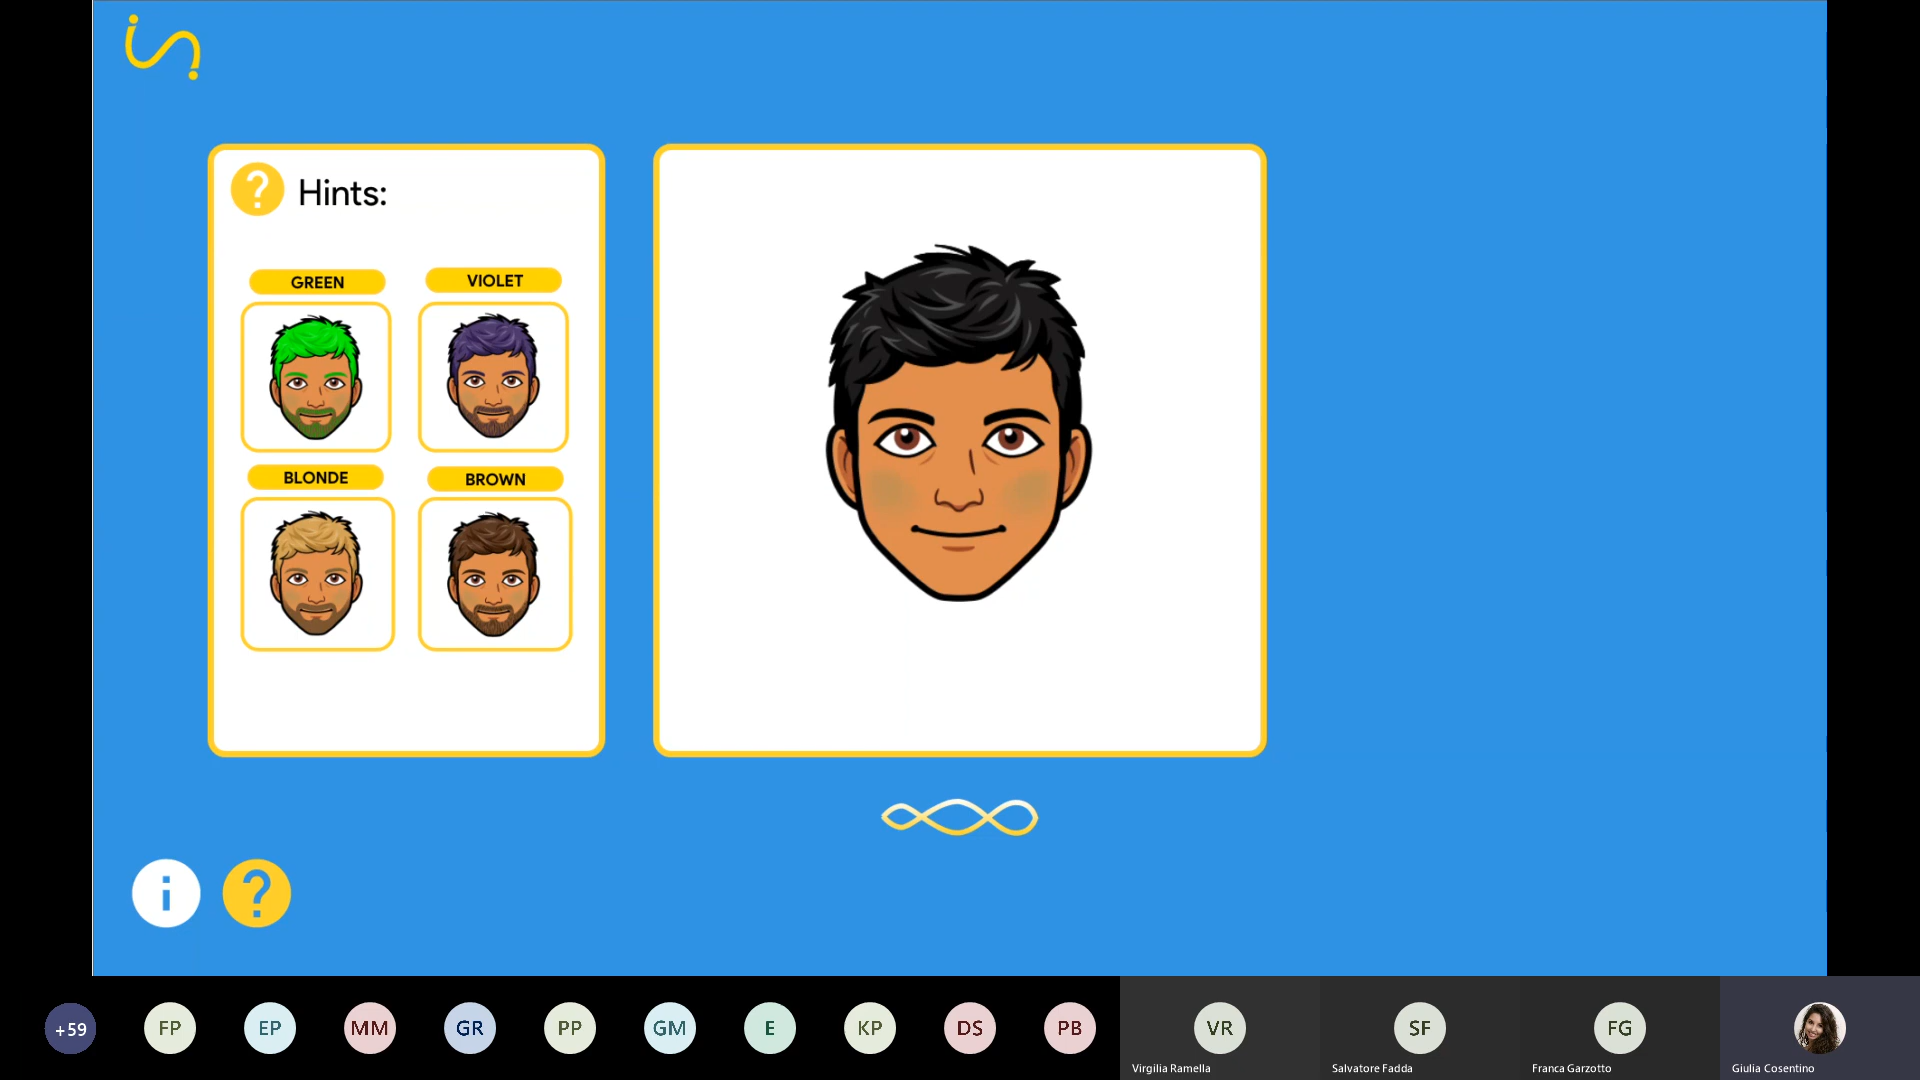 ? Hints:
GREEN VIOLET
BLONDE BROWN
i ?
+59 FP EP MM GR PP GM E KP DS PB VR SF FG
Virgilia Ramella Salvatore Fadda Franca Garzotto Giulia Cosentino